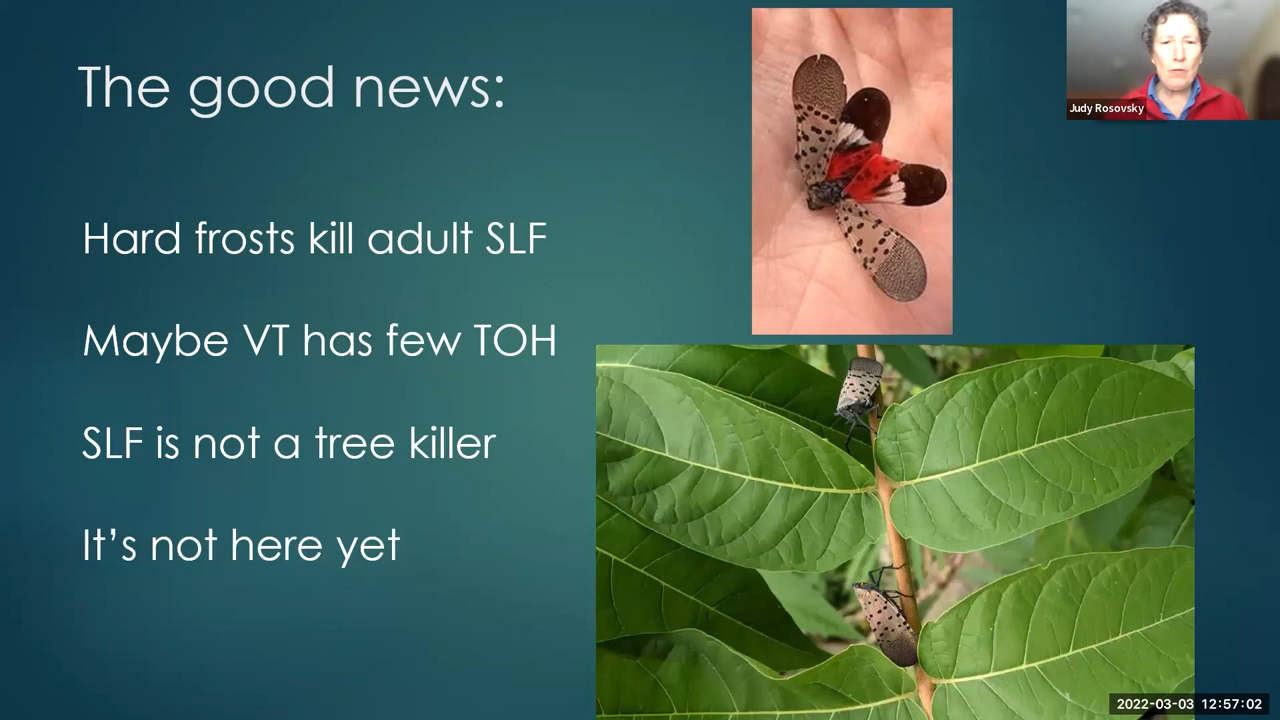 The good news:
Judy Rosovsky
Hard frosts kill adult SLF
Maybe VT has few TOH
SLF is not a tree killer
It's not here yet
2022-03-03 12:57:02